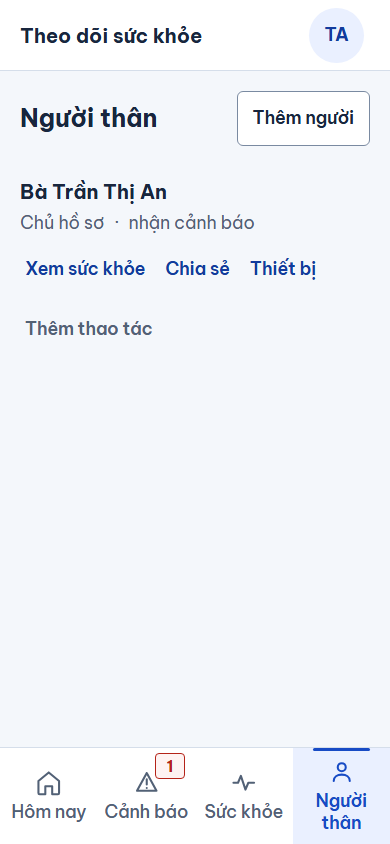 Theo dõi sức khỏe
TA
Người thân
Thêm người
Bà Trần Thị An
Chủ hồ sơ · nhận cảnh báo
Xem sức khỏe
Chia sẻ
Thiết bị
Thêm thao tác
1
Hôm nay
Cảnh báo
Sức khỏe
Người
thân